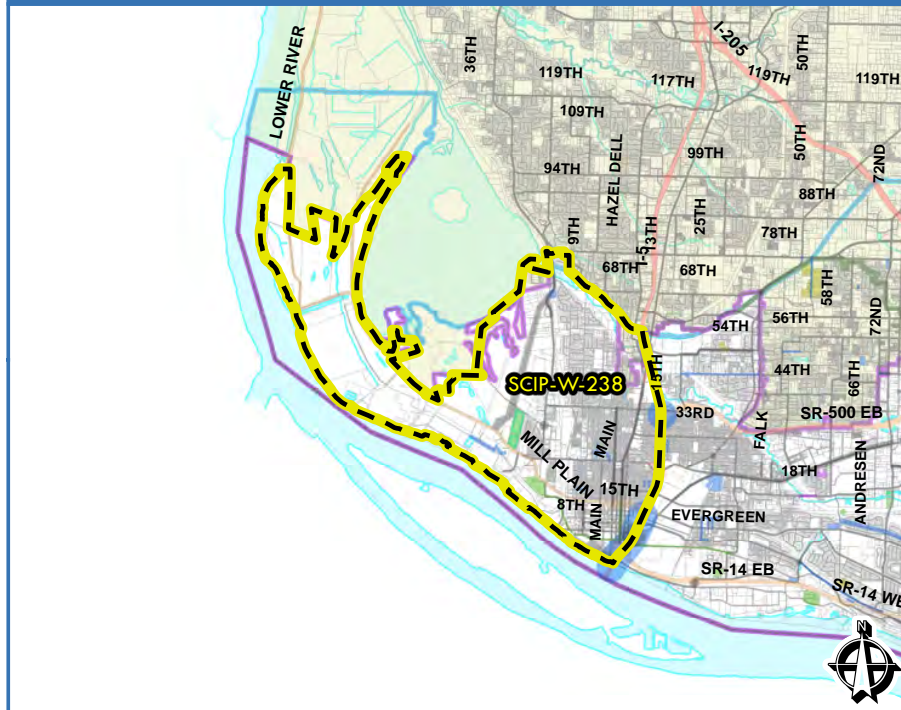 I-205
50TH
36TH
LOWER RIVER
119TH
117TH
119TH
119TH
109TH
HAZEL DELL
99TH
50TH
94TH
72ND
88TH
9TH
13TH
25TH
78TH
I-5
68TH
68TH
58TH
56TH
54TH
72ND
15TH
44TH
66TH
SCIP-W-238
33RD
SR-500 EB
FALK
MAIN
MILL PLAIN
18TH
ANDRESEN
15TH
8TH
MAIN
EVERGREEN
SR-14 EB
SR-14 WB
N